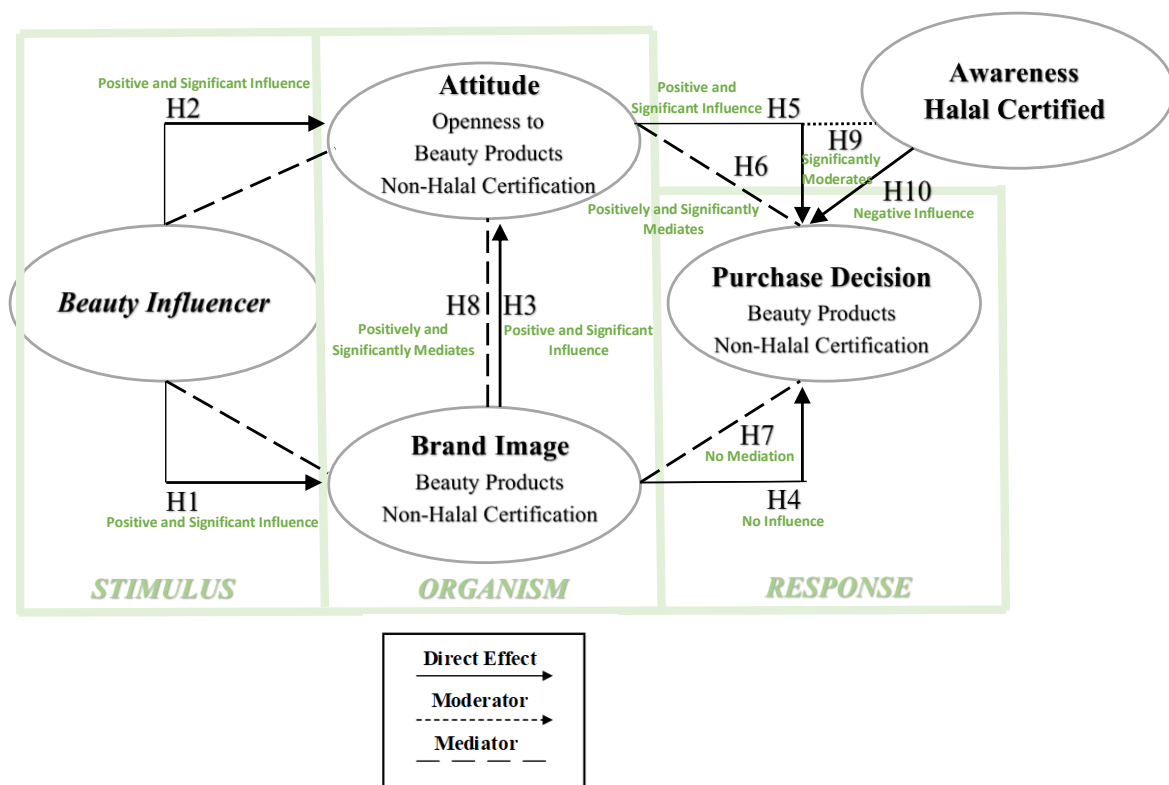 Positive and Significant Influence
H2
Attitude
Openness to
Beauty Products
Non-Halal Certification
Positive and
Significant Influence
H5
Awareness
Halal Certified
H9
Significantly
Moderates
H6
H10
Negative Influence
Positively and Significantly
Mediates
Beauty Influencer
H8
H3
Positively and
Significantly Mediates
Positive and Significant
Influence
Purchase Decision
Beauty Products
Non-Halal Certification
Brand Image
Beauty Products
Non-Halal Certification
H7
No Mediation
H1
Positive and Significant Influence
H4
No Influence
STIMULUS
ORGANISM
RESPONSE
Direct Effect
Moderator
Mediator